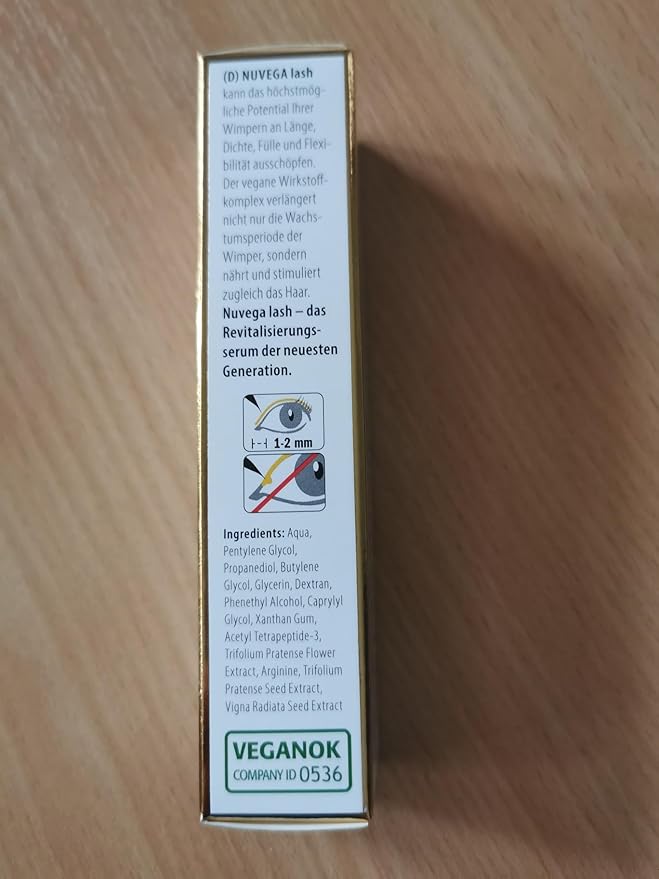 (D) NUVEGA lash
kann das höchstmög-
liche Potential Ihrer
Wimpern an Länge,
Dichte, Fülle und Flexi-
bilität ausschöpfen.
Der vegane Wirkstoff-
komplex verlängert
nicht nur die Wachs-
tumsperiode der
Wimper, sondern
nährt und stimuliert
zugleich das Haar.
Nuvega lash – das
Revitalisierungs-
serum der neuesten
Generation.
1-2 mm
Ingredients: Aqua,
Pentylene Glycol,
Propanediol, Butylene
Glycol, Glycerin, Dextran,
Phenethyl Alcohol, Caprylyl
Glycol, Xanthan Gum,
Acetyl Tetrapeptide-3,
Trifolium Pratense Flower
Extract, Arginine, Trifolium
Pratense Seed Extract,
Vigna Radiata Seed Extract
VEGANOK
COMPANY ID 0536